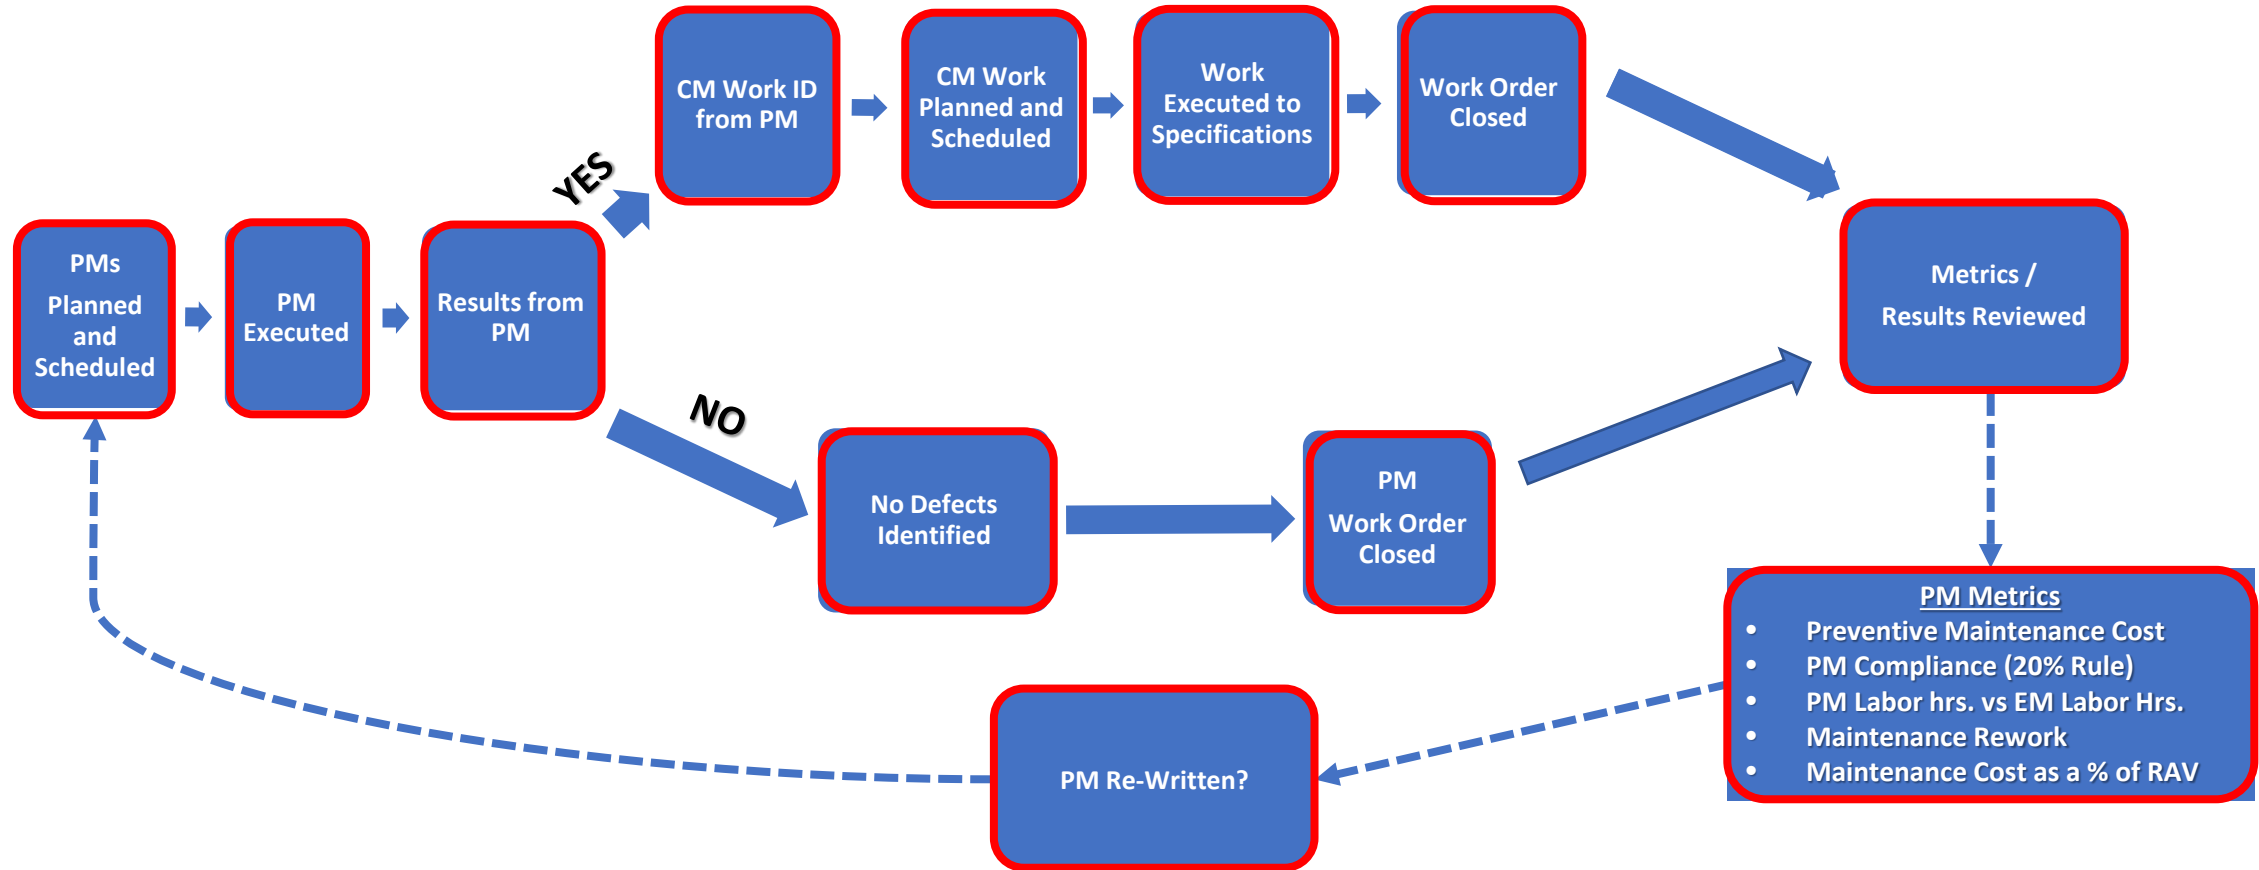 PMs
Planned
and
Scheduled
PM
Executed
Results from
PM
YES
CM Work ID
from PM
CM Work
Planned and
Scheduled
Work
Executed to
Specifications
Work Order
Closed
NO
No Defects
Identified
PM
Work Order
Closed
Metrics /
Results Reviewed
PM Metrics
• Preventive Maintenance Cost
• PM Compliance (20% Rule)
• PM Labor hrs. vs EM Labor Hrs.
• Maintenance Rework
• Maintenance Cost as a % of RAV
PM Re-Written?